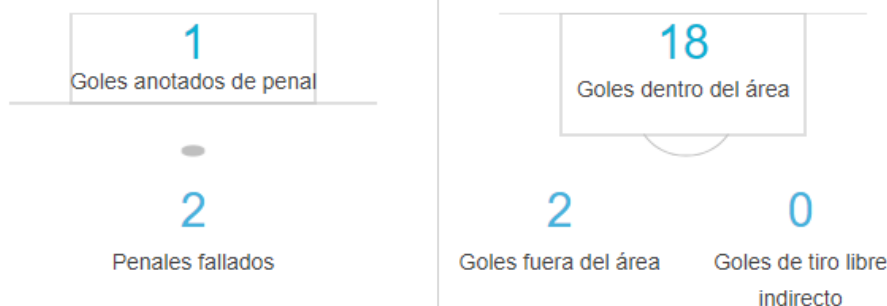 1
Goles anotados de penal
2
Penales fallados
18
Goles dentro del área
2
Goles fuera del área
0
Goles de tiro libre
indirecto